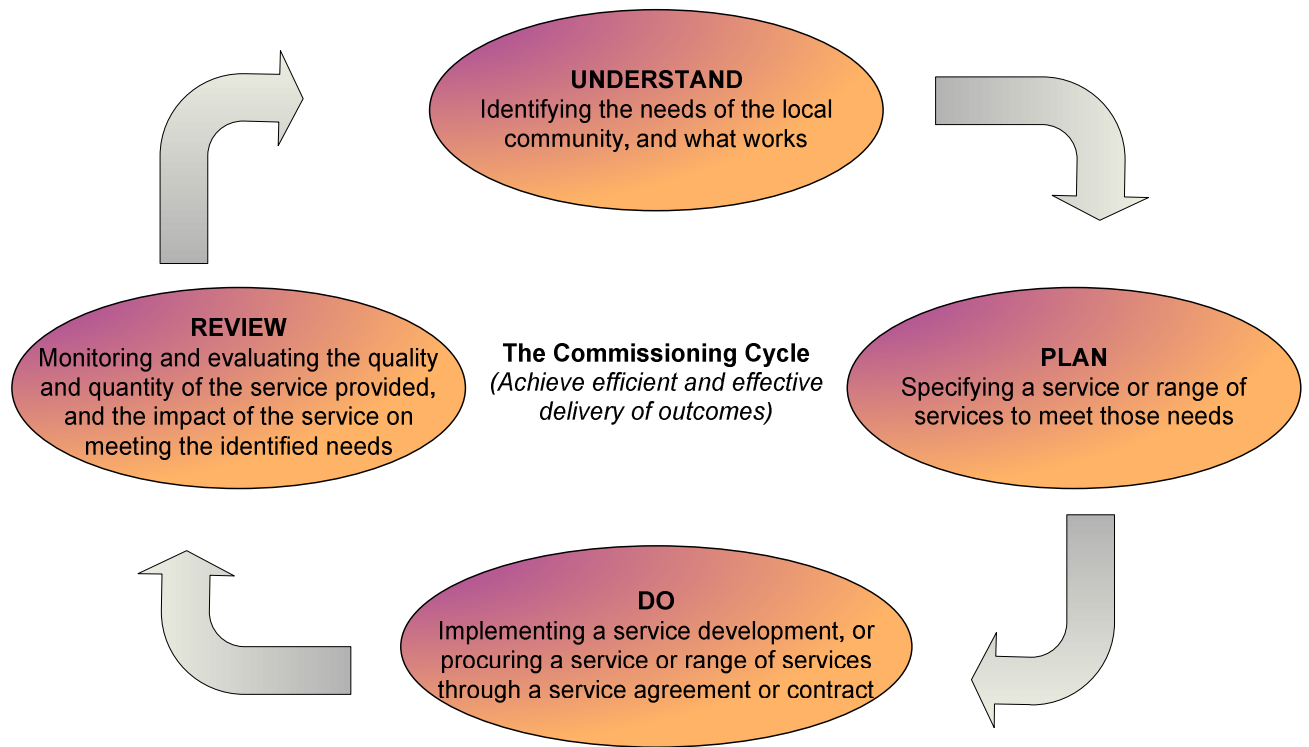 UNDERSTAND
Identifying the needs of the local
community, and what works
REVIEW
Monitoring and evaluating the quality
and quantity of the service provided,
and the impact of the service on
meeting the identified needs
The Commissioning Cycle
(Achieve efficient and effective
delivery of outcomes)
PLAN
Specifying a service or range of
services to meet those needs
DO
Implementing a service development, or
procuring a service or range of services
through a service agreement or contract